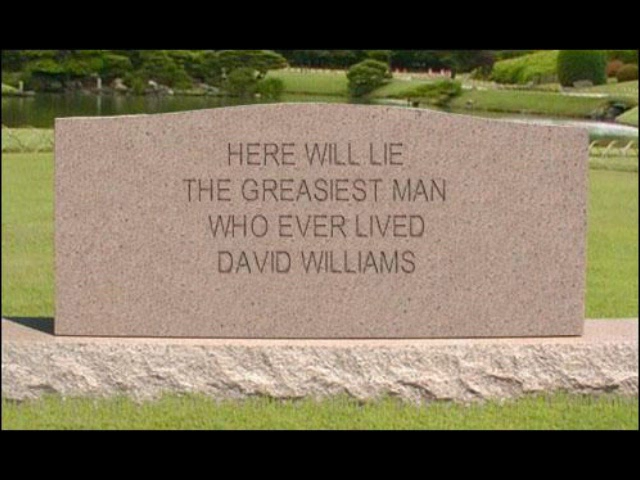 HERE WILL LIE
THE GREASIEST MAN
WHO EVER LIVED
DAVID WILLIAMS